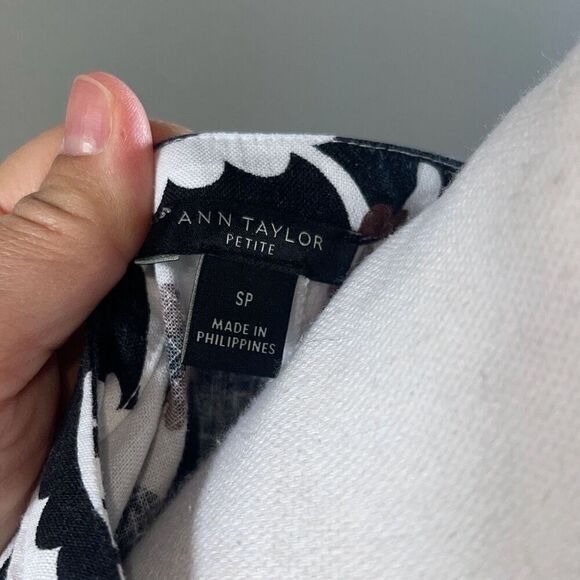 ANN TAYLOR
PETITE
SP
MADE IN
PHILIPPINES